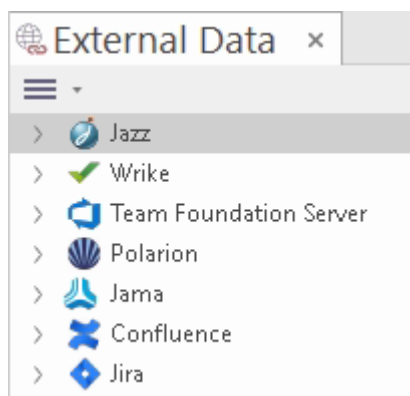 External Data ×
Jazz
Wrike
Team Foundation Server
Polarion
Jama
Confluence
Jira